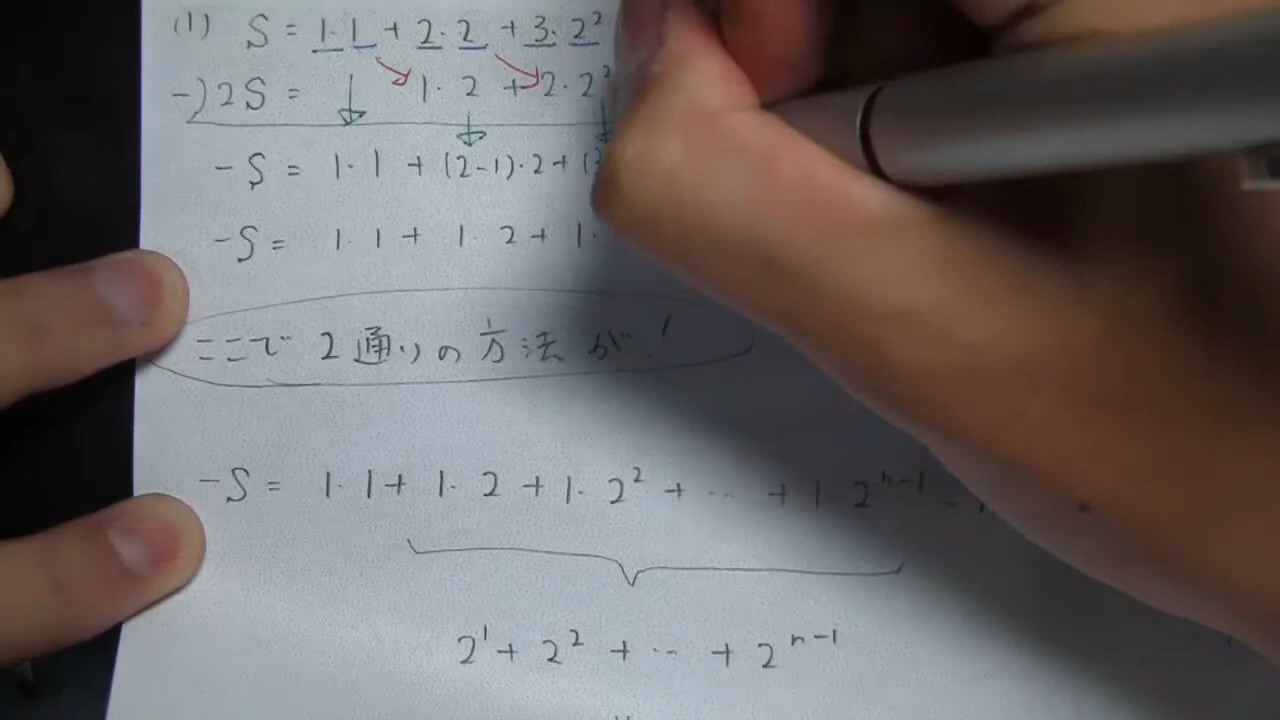 (1) S = 1·1 + 2·2 + 3·2²
-) 2S = 1·2 + 2·2²
-S = 1·1 + (2-1)·2 + (
-S = 1·1 + 1·2 + 1·
ここで 2通りの方法が!
-S = 1·1 + 1·2 + 1·2² + … + 1·2ⁿ⁻¹ -
2¹ + 2² + … + 2ⁿ⁻¹